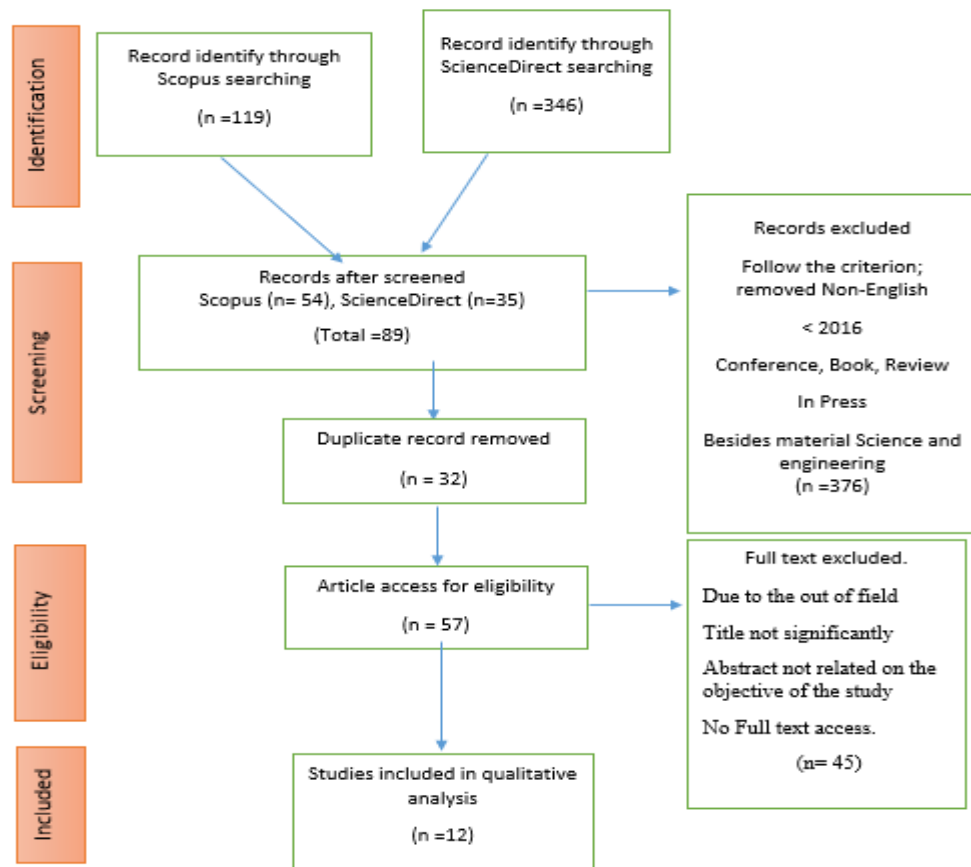 Identification
Record identify through
Scopus searching
(n =119)
Record identify through
ScienceDirect searching
(n =346)
Screening
Records after screened
Scopus (n= 54), ScienceDirect (n=35)
(Total =89)
Records excluded
Follow the criterion;
removed Non-English
< 2016
Conference, Book, Review
In Press
Besides material Science and
engineering
(n =376)
Duplicate record removed
(n = 32)
Eligibility
Article access for eligibility
(n = 57)
Full text excluded.
Due to the out of field
Title not significantly
Abstract not related on the
objective of the study
No Full text access.
(n= 45)
Included
Studies included in qualitative
analysis
(n =12)